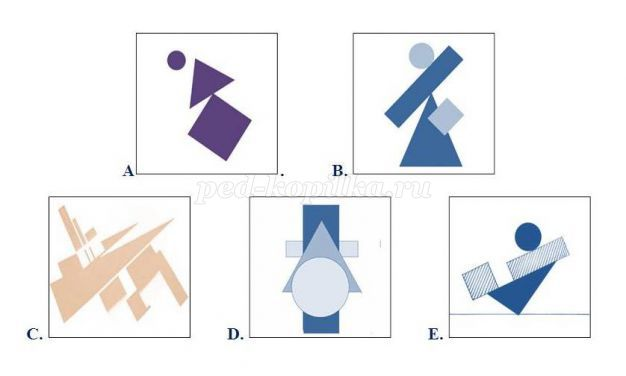 A .
B.
ped-kopilka.ru
C.
D.
E.